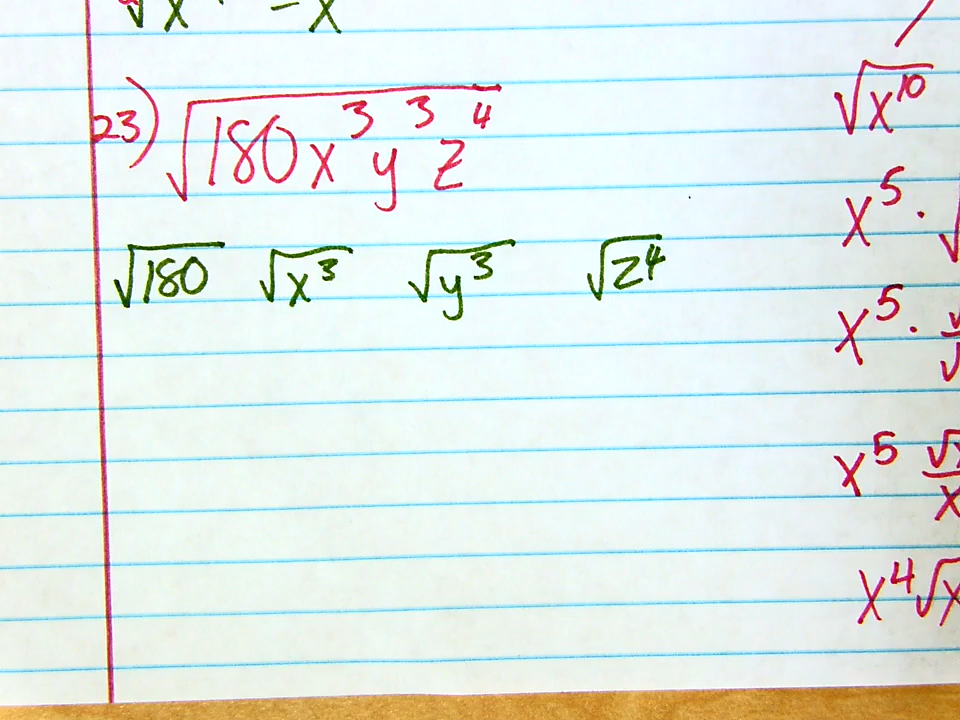 √x = x
23) √180x³y³z⁴
√180 √x³ √y³ √z⁴
√x¹⁰
x⁵ ·
x⁵ ·
x⁵ √x
x⁴√x